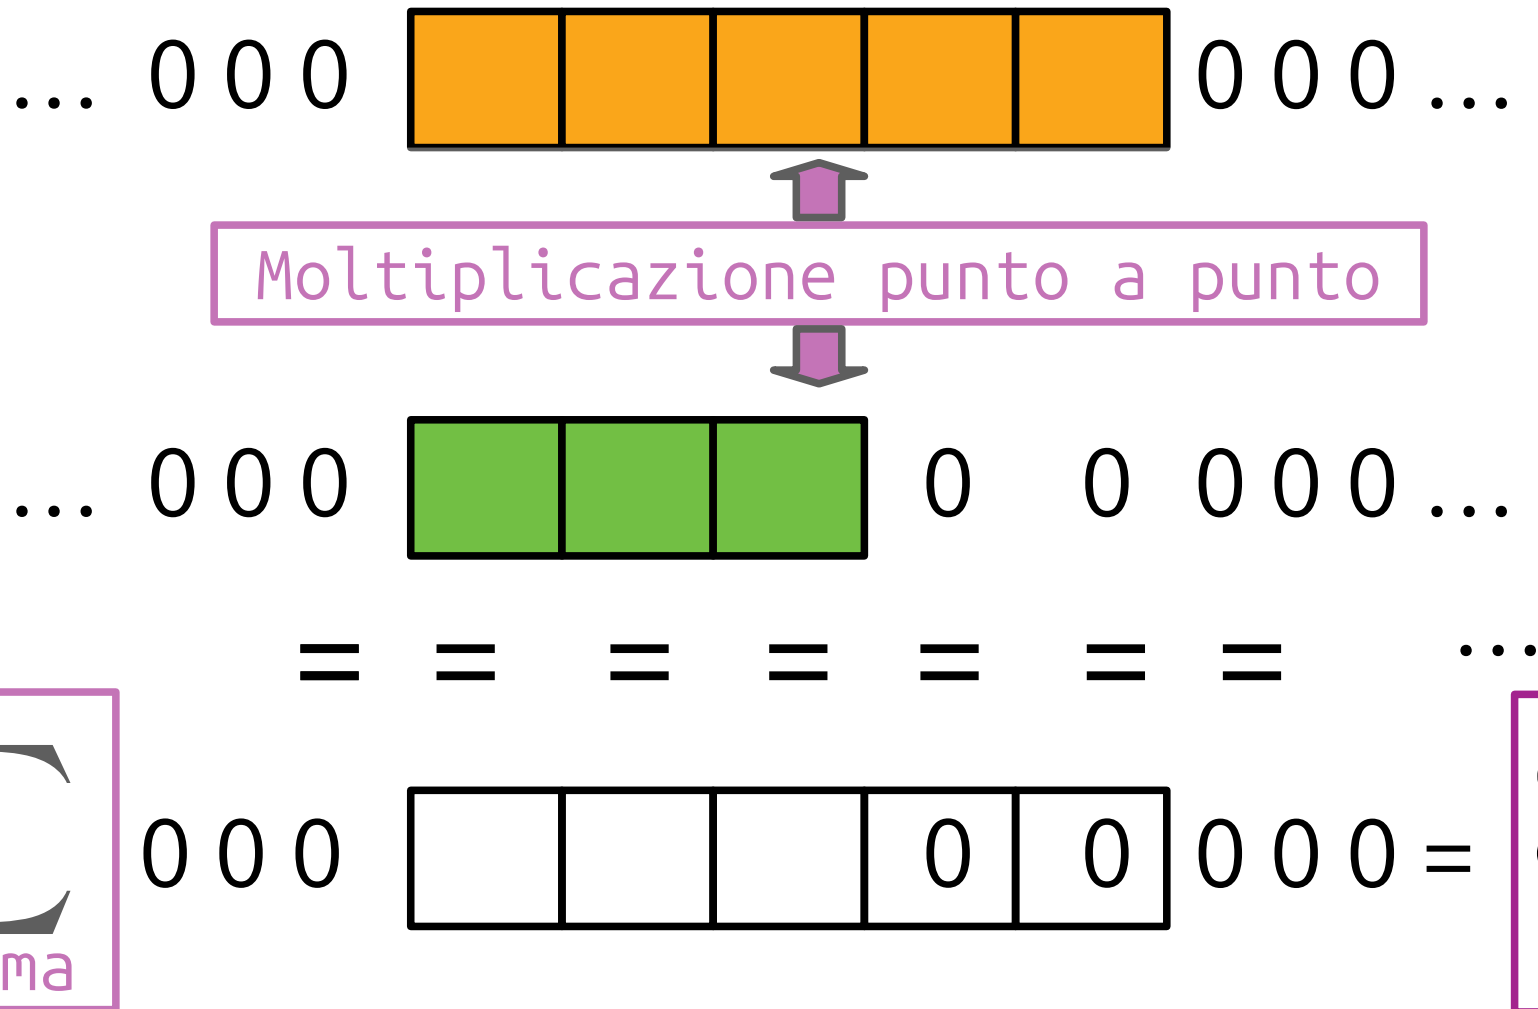 ... 0 0 0 0 0 0 ...
Moltiplicazione punto a punto
... 0 0 0 0 0 0 0 0 ...
= = = = = = = ...
0 0 0 0 0 0 0 0 =
ma